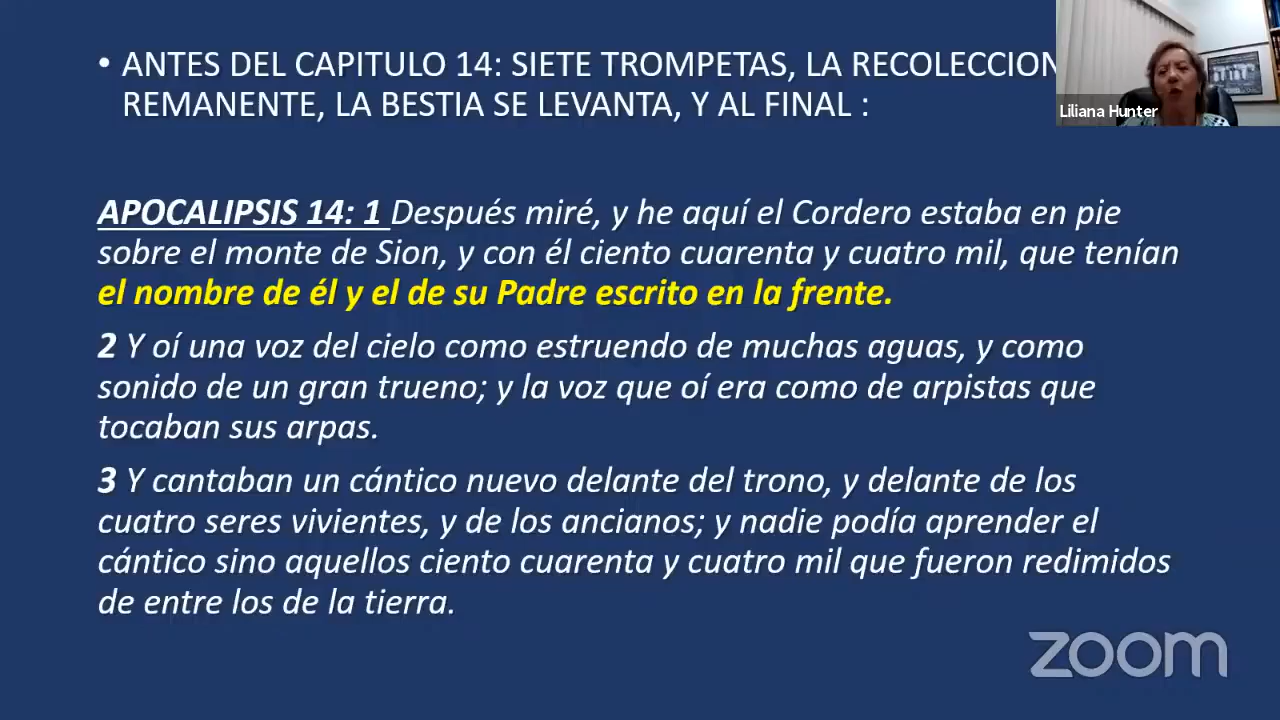 • ANTES DEL CAPITULO 14: SIETE TROMPETAS, LA RECOLECCION
REMANENTE, LA BESTIA SE LEVANTA, Y AL FINAL :
Liliana Hunter
APOCALIPSIS 14: 1 Después miré, y he aquí el Cordero estaba en pie
sobre el monte de Sion, y con él ciento cuarenta y cuatro mil, que tenían
el nombre de él y el de su Padre escrito en la frente.
2 Y oí una voz del cielo como estruendo de muchas aguas, y como
sonido de un gran trueno; y la voz que oí era como de arpistas que
tocaban sus arpas.
3 Y cantaban un cántico nuevo delante del trono, y delante de los
cuatro seres vivientes, y de los ancianos; y nadie podía aprender el
cántico sino aquellos ciento cuarenta y cuatro mil que fueron redimidos
de entre los de la tierra.
zoom